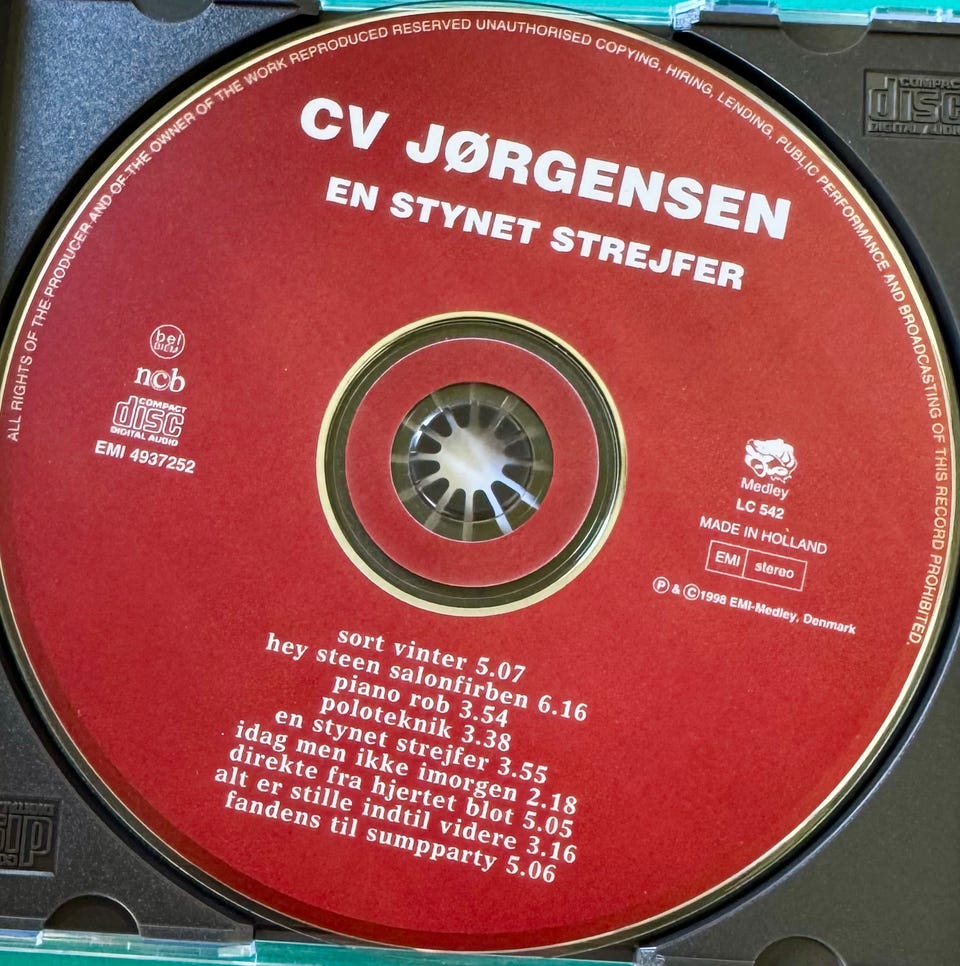 ALL RIGHTS OF THE PRODUCER AND OF THE OWNER OF THE WORK REPRODUCED RESERVED UNAUTHORISED COPYING, HIRING, LENDING, PUBLIC PERFORMANCE AND BROADCASTING OF THIS RECORD PROHIBITED.
COMPACT
disc
DIGITAL AUDIO
CV JØRGENSEN
EN STYNET STREJFER
bel
BIEM
ncb
COMPACT
disc
DIGITAL AUDIO
EMI 4937252
Medley
LC 542
MADE IN HOLLAND
EMI stereo
Ⓟ & ©1998 EMI-Medley, Denmark
sort vinter 5.07
hey steen salonfirben 6.16
piano rob 3.54
poloteknik 3.38
en stynet strejfer 3.55
idag men ikke imorgen 2.18
direkte fra hjertet blot 5.05
alt er stille indtil videre 3.16
fandens til sumpparty 5.06